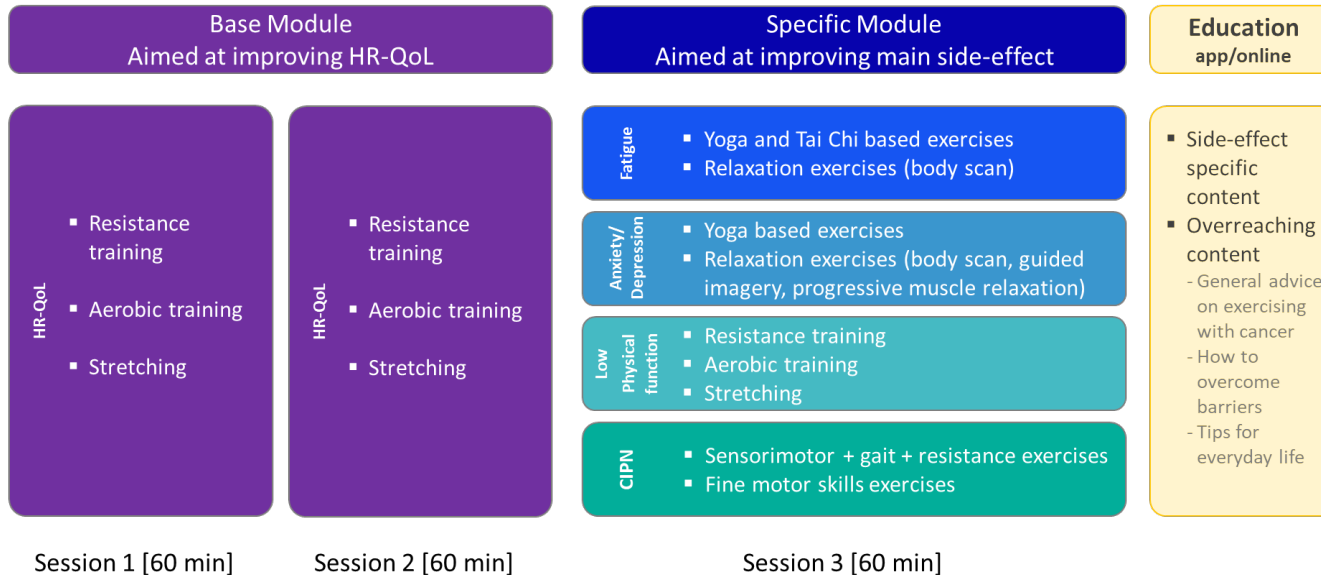 Base Module
Aimed at improving HR-QoL
Specific Module
Aimed at improving main side-effect
Education
app/online
HR-QoL
▪ Resistance
training
▪ Aerobic training
▪ Stretching
HR-QoL
▪ Resistance
training
▪ Aerobic training
▪ Stretching
Fatigue
▪ Yoga and Tai Chi based exercises
▪ Relaxation exercises (body scan)
Anxiety/
Depression
▪ Yoga based exercises
▪ Relaxation exercises (body scan, guided
imagery, progressive muscle relaxation)
Low
Physical
function
▪ Resistance training
▪ Aerobic training
▪ Stretching
CIPN
▪ Sensorimotor + gait + resistance exercises
▪ Fine motor skills exercises
▪ Side-effect
specific
content
▪ Overreaching
content
- General advice
on exercising
with cancer
- How to
overcome
barriers
- Tips for
everyday life
Session 1 [60 min]
Session 2 [60 min]
Session 3 [60 min]